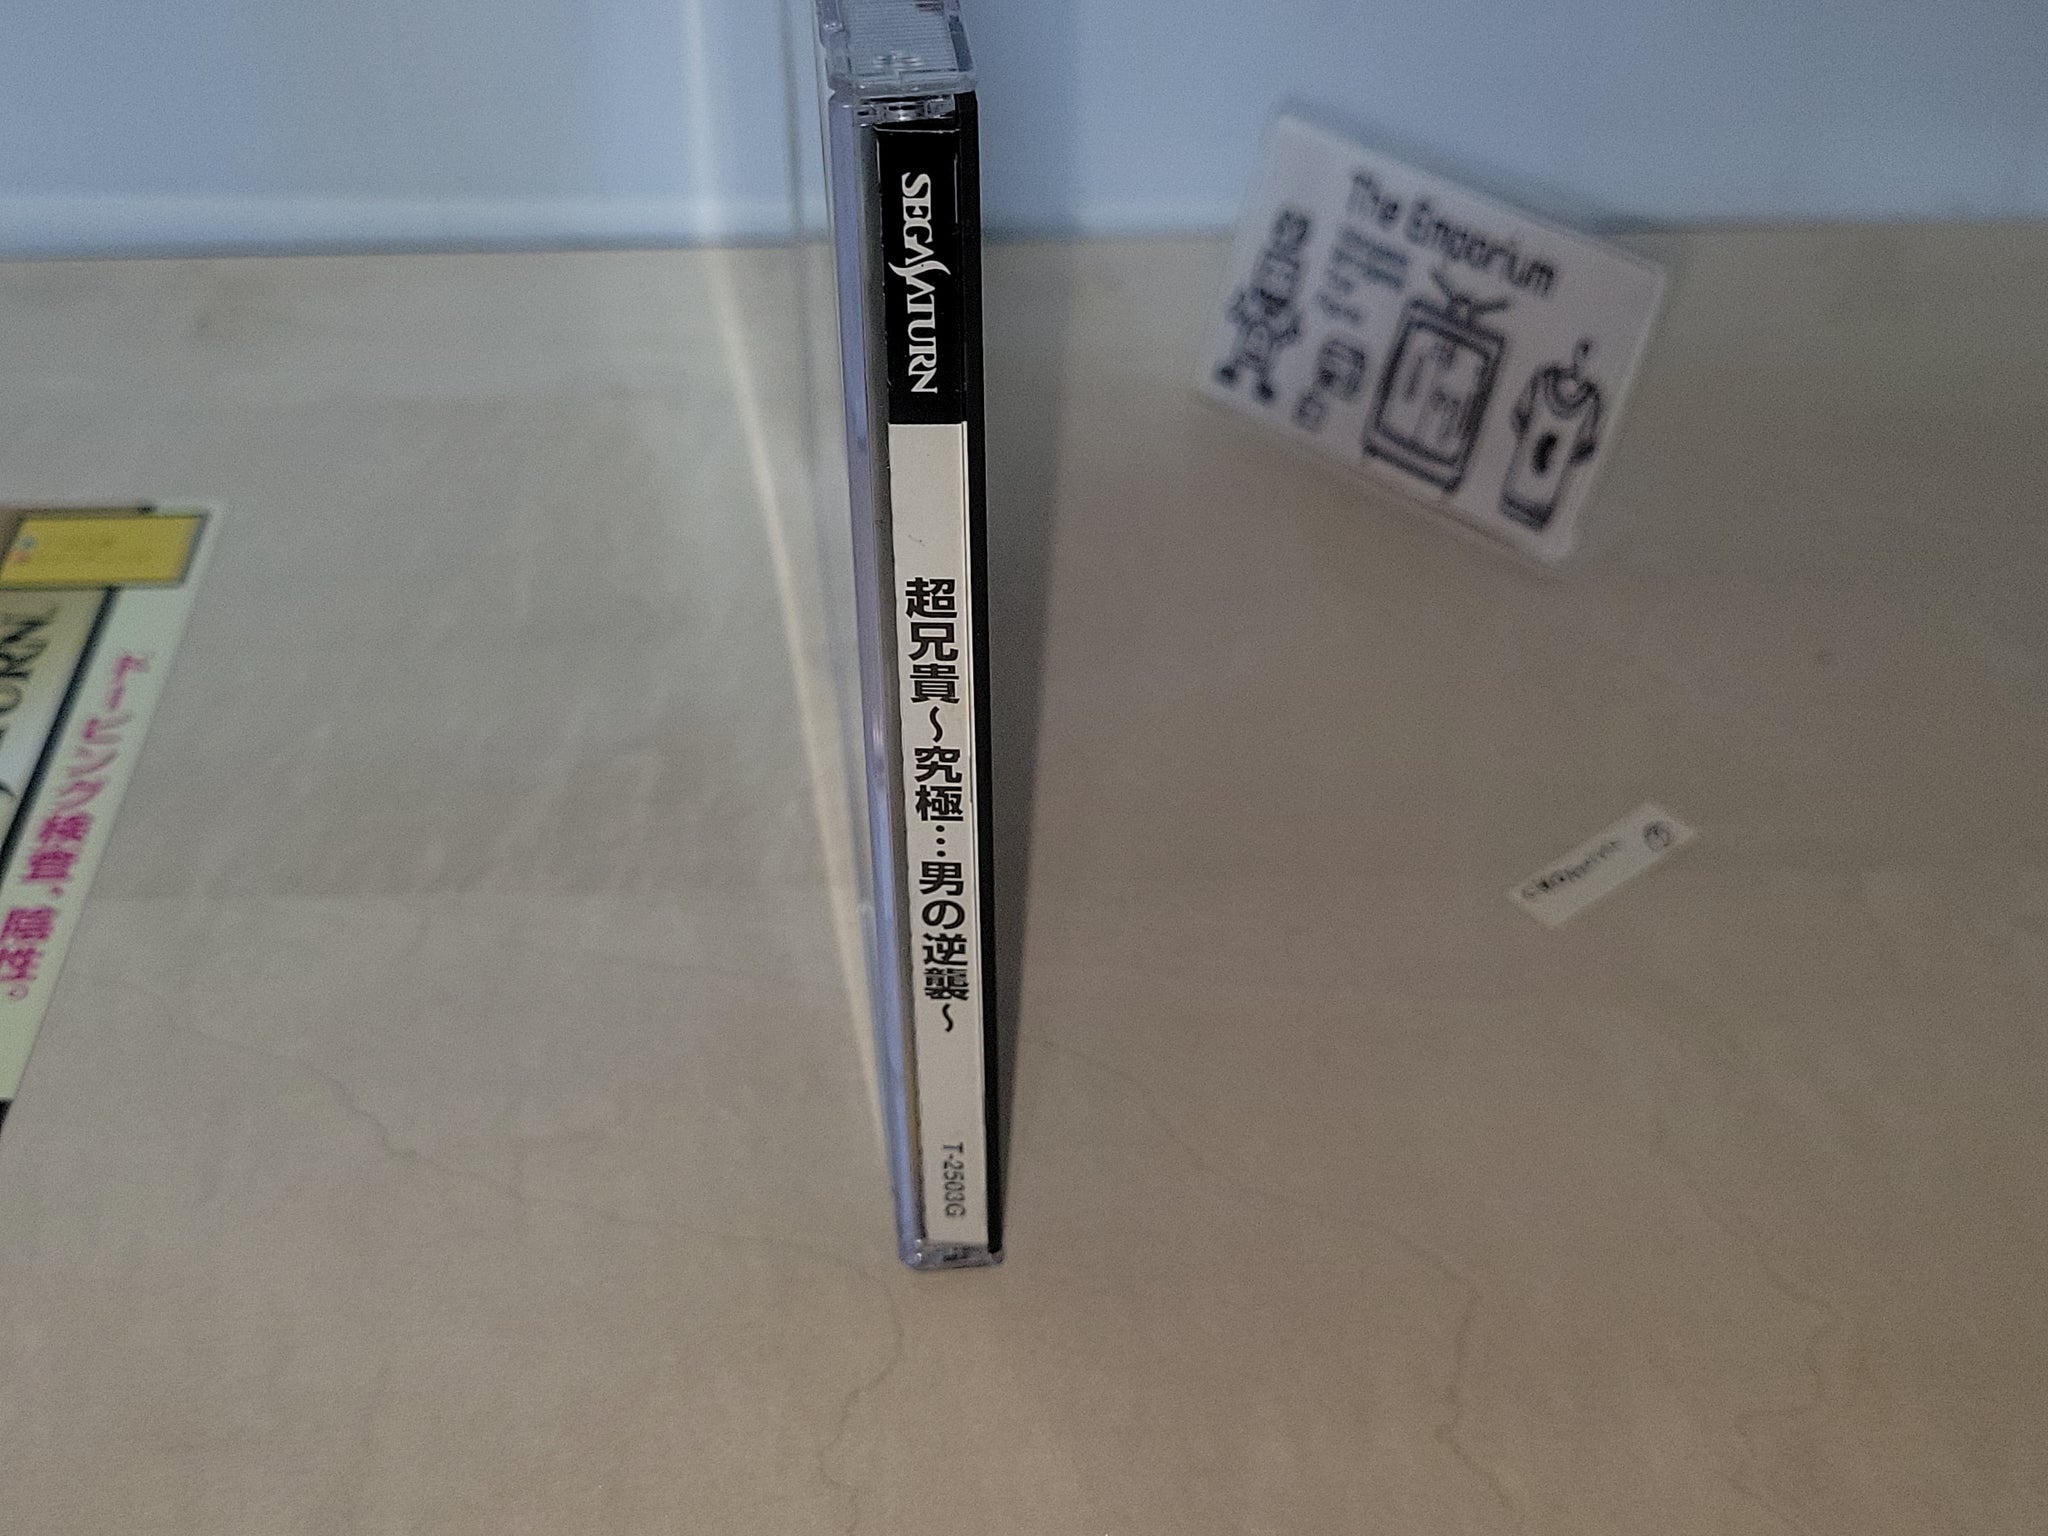 SEGASATURN
超兄貴～究極…男の逆襲～
T-2503G
The Emporium
ドーピング検査、陰性。